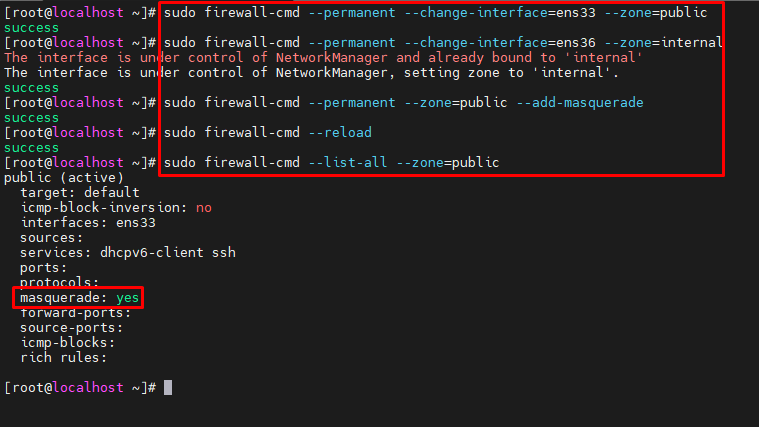 [root@localhost ~]# sudo firewall-cmd --permanent --change-interface=ens33 --zone=public
success
[root@localhost ~]# sudo firewall-cmd --permanent --change-interface=ens36 --zone=internal
The interface is under control of NetworkManager and already bound to 'internal'
The interface is under control of NetworkManager, setting zone to 'internal'.
success
[root@localhost ~]# sudo firewall-cmd --permanent --zone=public --add-masquerade
success
[root@localhost ~]# sudo firewall-cmd --reload
success
[root@localhost ~]# sudo firewall-cmd --list-all --zone=public
public (active)
  target: default
  icmp-block-inversion: no
  interfaces: ens33
  sources:
  services: dhcpv6-client ssh
  ports:
  protocols:
  masquerade: yes
  forward-ports:
  source-ports:
  icmp-blocks:
  rich rules:
[root@localhost ~]#